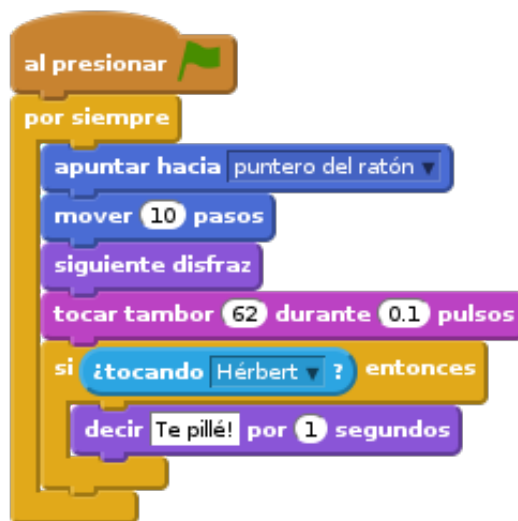 al presionar
por siempre
apuntar hacia puntero del ratón
mover 10 pasos
siguiente disfraz
tocar tambor 62 durante 0.1 pulsos
si ¿tocando Hérbert ? entonces
decir Te pillé! por 1 segundos